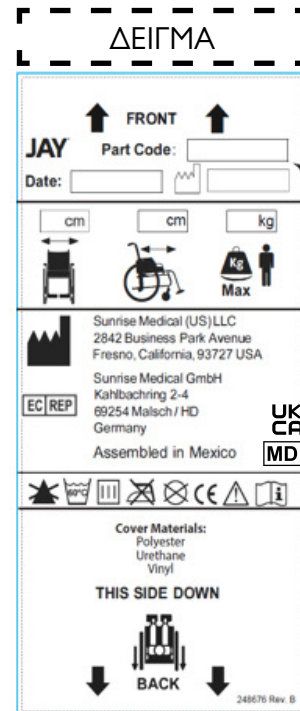 ΔΕΙΓΜΑ
FRONT
JAY
Part Code:
Date:
cm
cm
kg
Kg
Max
Sunrise Medical (US) LLC
2842 Business Park Avenue
Fresno, California, 93727 USA
Sunrise Medical GmbH
Kahlbachring 2-4
EC REP
69254 Malsch / HD
Germany
UK
CA
Assembled in Mexico
MD
60°C
CE
i
Cover Materials:
Polyester
Urethane
Vinyl
THIS SIDE DOWN
BACK
248676 Rev. B